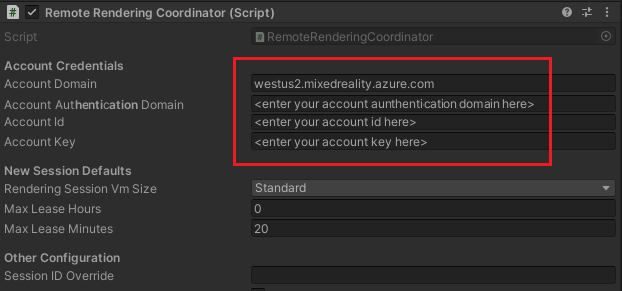 Remote Rendering Coordinator (Script)
Script RemoteRenderingCoordinator
Account Credentials
Account Domain westus2.mixedreality.azure.com
Account Authentication Domain <enter your account aunthentication domain here>
Account Id <enter your account id here>
Account Key <enter your account key here>
New Session Defaults
Rendering Session Vm Size Standard
Max Lease Hours 0
Max Lease Minutes 20
Other Configuration
Session ID Override